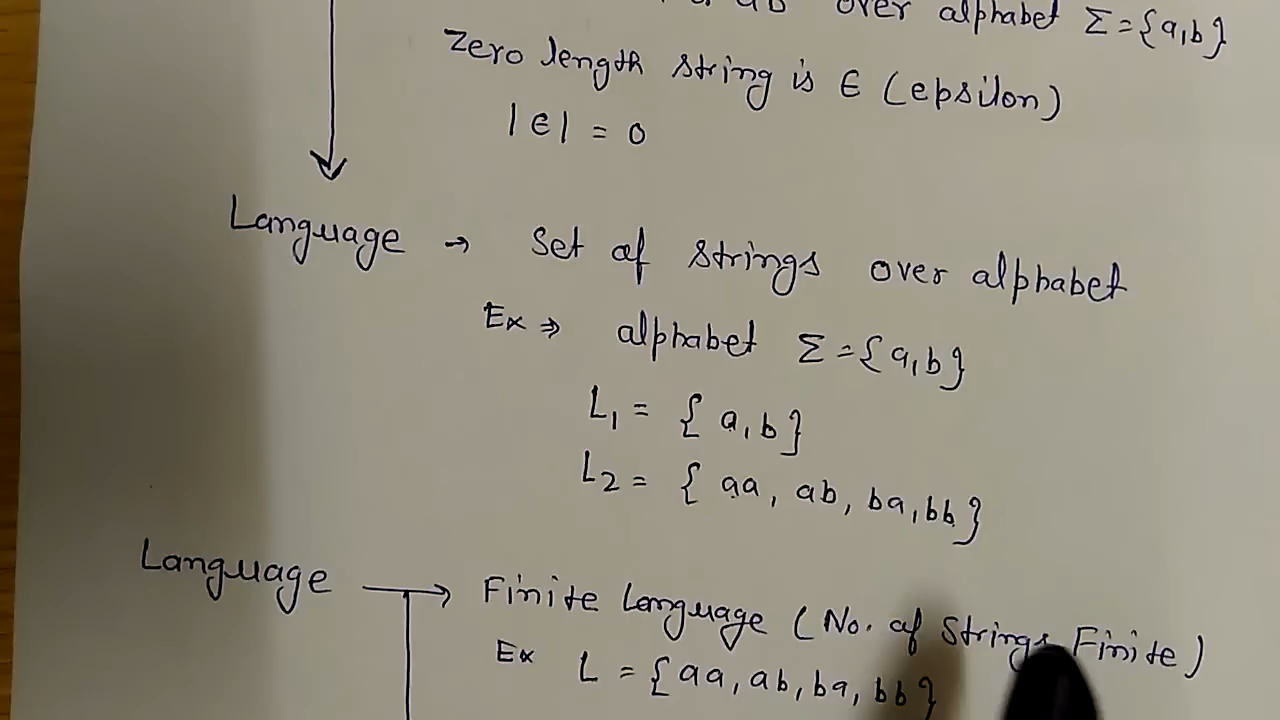 ab over alphabet Σ={a,b}
Zero length string is ϵ (epsilon)
|ϵ| = 0
Language → Set of strings over alphabet
Ex ⇒ alphabet Σ={a,b}
L1 = {a,b}
L2 = {aa, ab, ba, bb}
Language → Finite Language (No. of Strings Finite)
Ex L = {aa, ab, ba, bb}